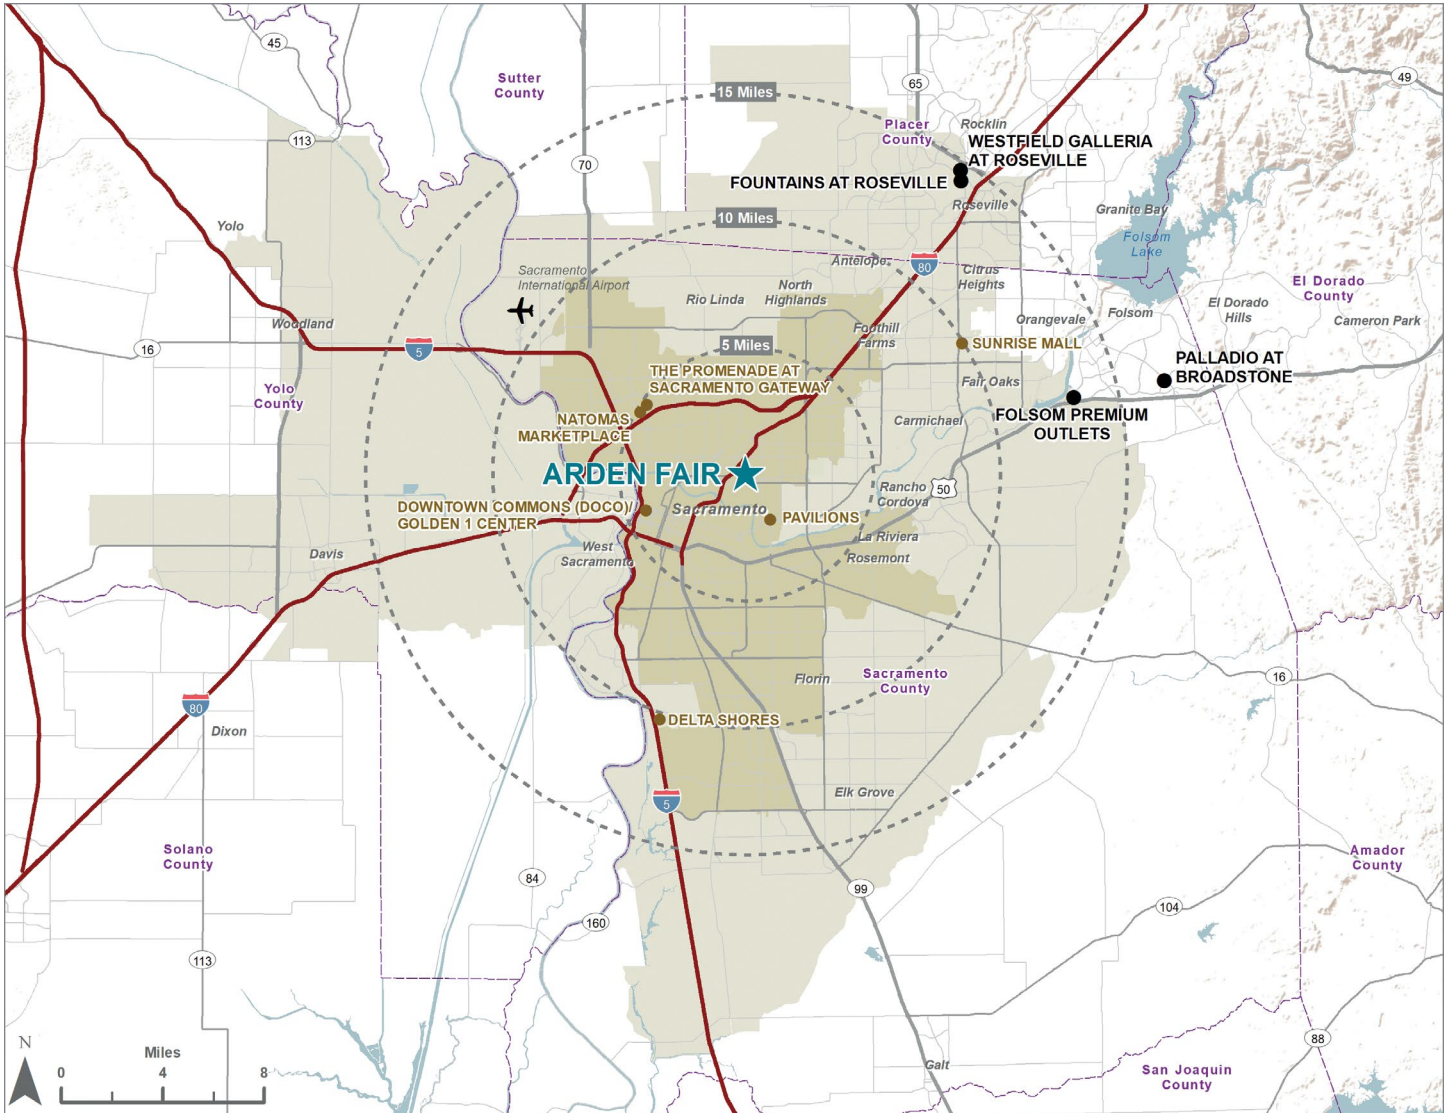 45
Sutter
County
65
49
15 Miles
Placer
County
Rocklin
113
WESTFIELD GALLERIA
AT ROSEVILLE
70
FOUNTAINS AT ROSEVILLE
Roseville
Granite Bay
10 Miles
Yolo
Folsom
Lake
Antelope
80
Sacramento
International Airport
Citrus
Heights
North
Highlands
Rio Linda
El Dorado
County
El Dorado
Hills
Folsom
Cameron Park
Woodland
Orangevale
Foothill
Farms
16
5
5 Miles
SUNRISE MALL
THE PROMENADE AT
SACRAMENTO GATEWAY
PALLADIO AT
BROADSTONE
Yolo
County
Fair Oaks
FOLSOM PREMIUM
OUTLETS
NATOMAS
MARKETPLACE
Carmichael
ARDEN FAIR
50
Rancho
Cordova
DOWNTOWN COMMONS (DOCO)/
GOLDEN 1 CENTER
Sacramento
PAVILIONS
La Riviera
Davis
West
Sacramento
Rosemont
Florin
Sacramento
County
16
80
Dixon
DELTA SHORES
5
Elk Grove
Solano
County
Amador
County
84
99
104
160
113
N
Miles
0
4
8
88
Galt
San Joaquin
County